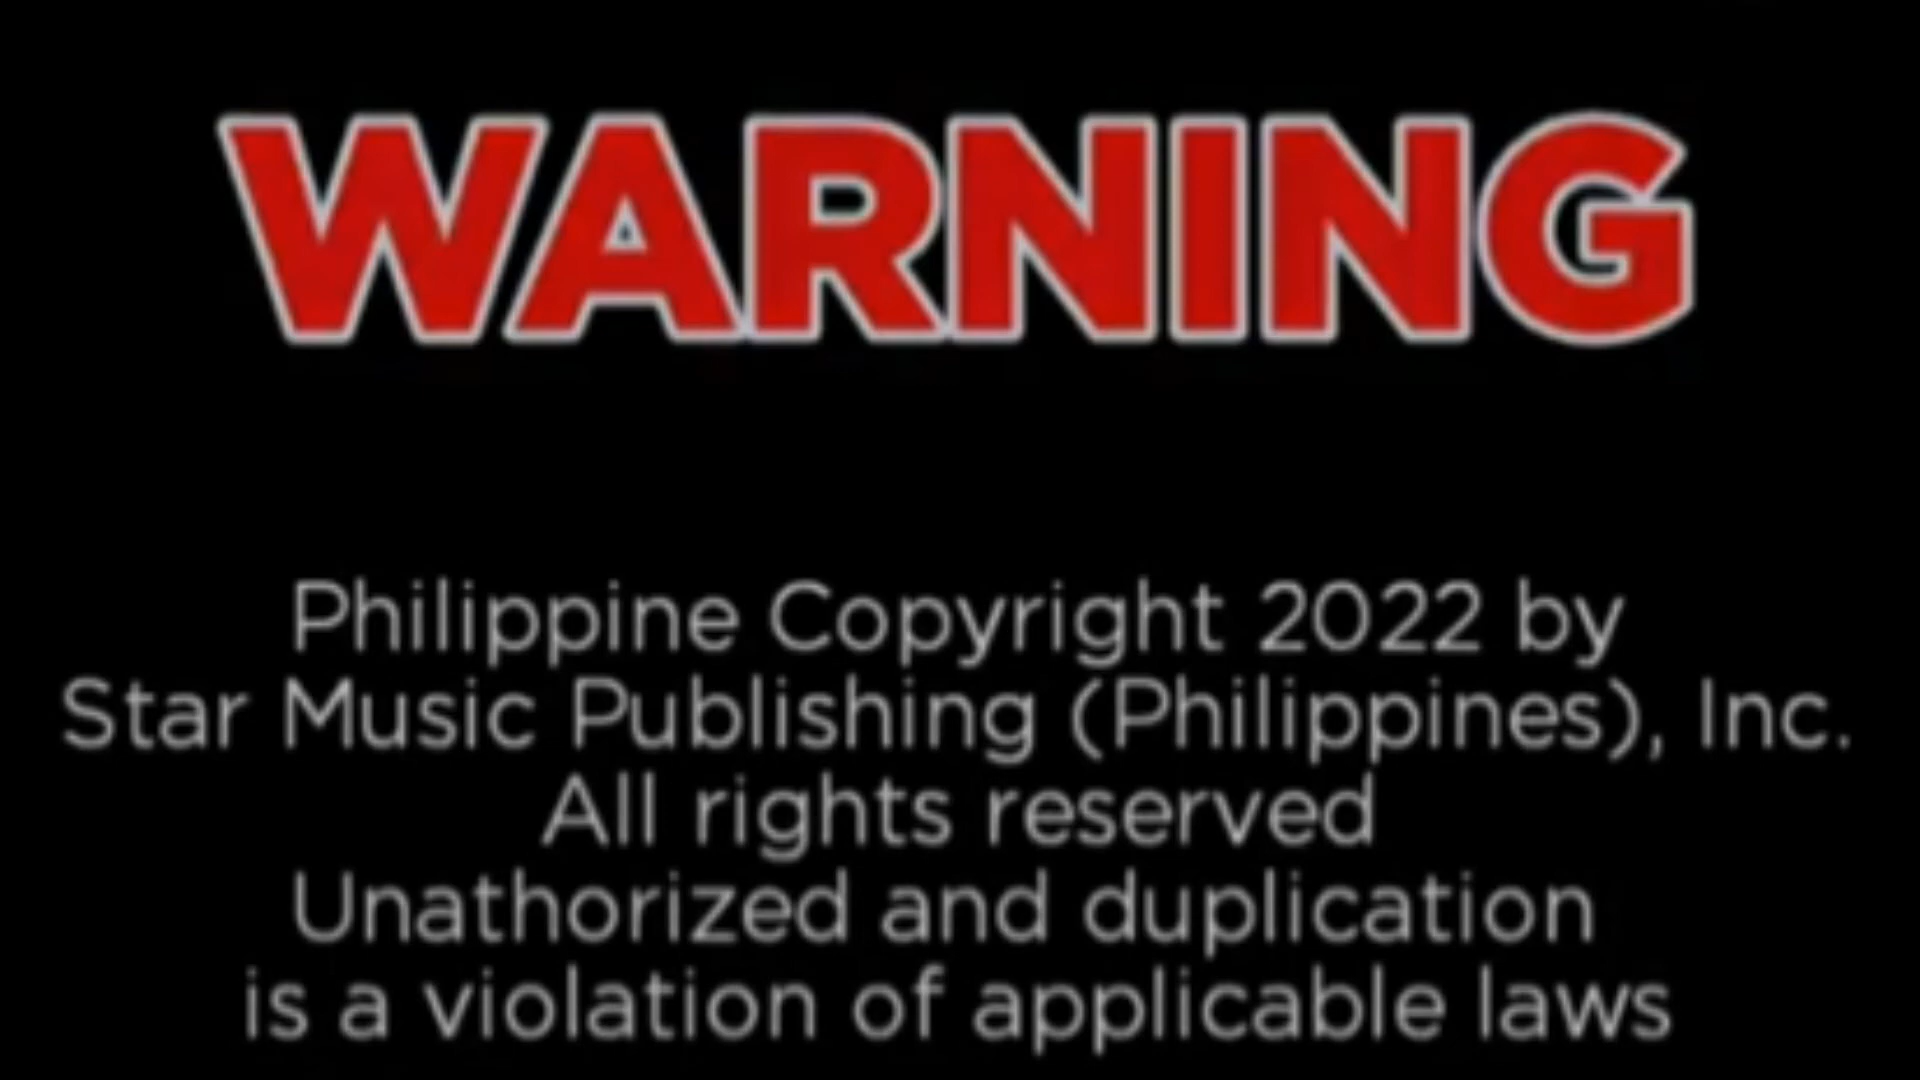 WARNING
Philippine Copyright 2022 by
Star Music Publishing (Philippines), Inc.
All rights reserved
Unathorized and duplication
is a violation of applicable laws